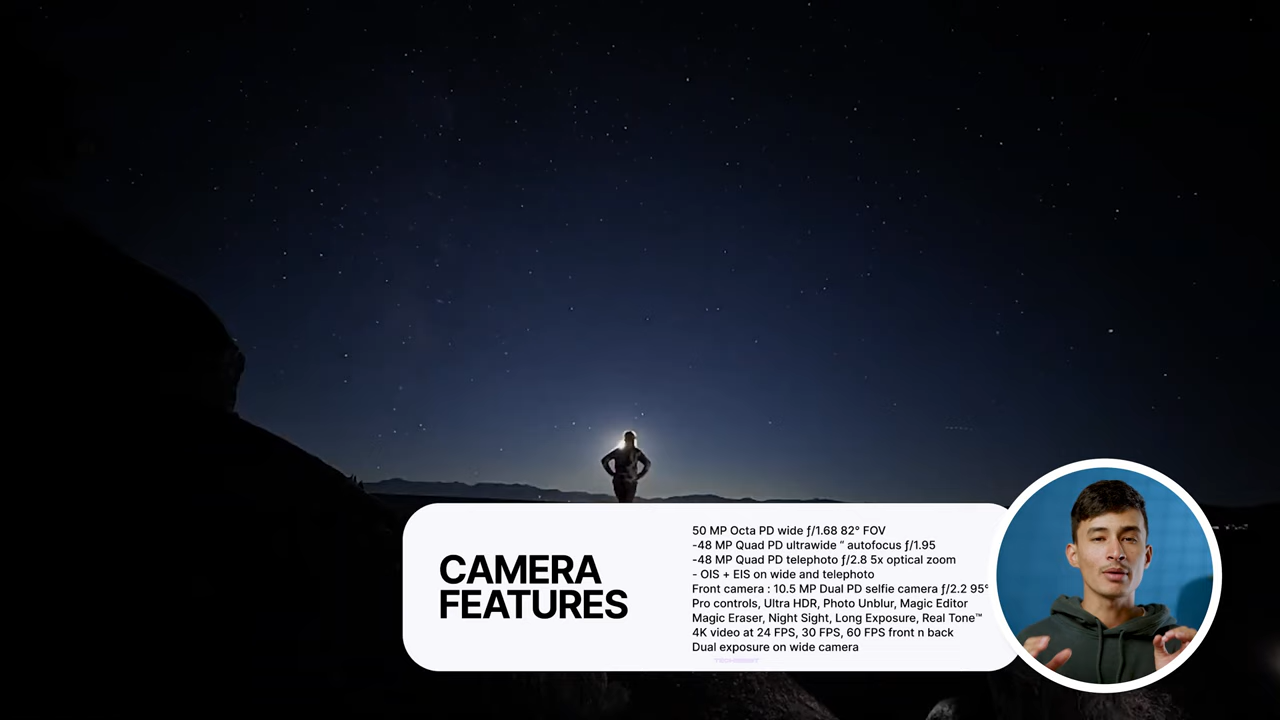 CAMERA
FEATURES
50 MP Octa PD wide ƒ/1.68 82° FOV
-48 MP Quad PD ultrawide ” autofocus ƒ/1.95
-48 MP Quad PD telephoto ƒ/2.8 5x optical zoom
- OIS + EIS on wide and telephoto
Front camera : 10.5 MP Dual PD selfie camera ƒ/2.2 95°
Pro controls, Ultra HDR, Photo Unblur, Magic Editor
Magic Eraser, Night Sight, Long Exposure, Real Tone™
4K video at 24 FPS, 30 FPS, 60 FPS front n back
Dual exposure on wide camera